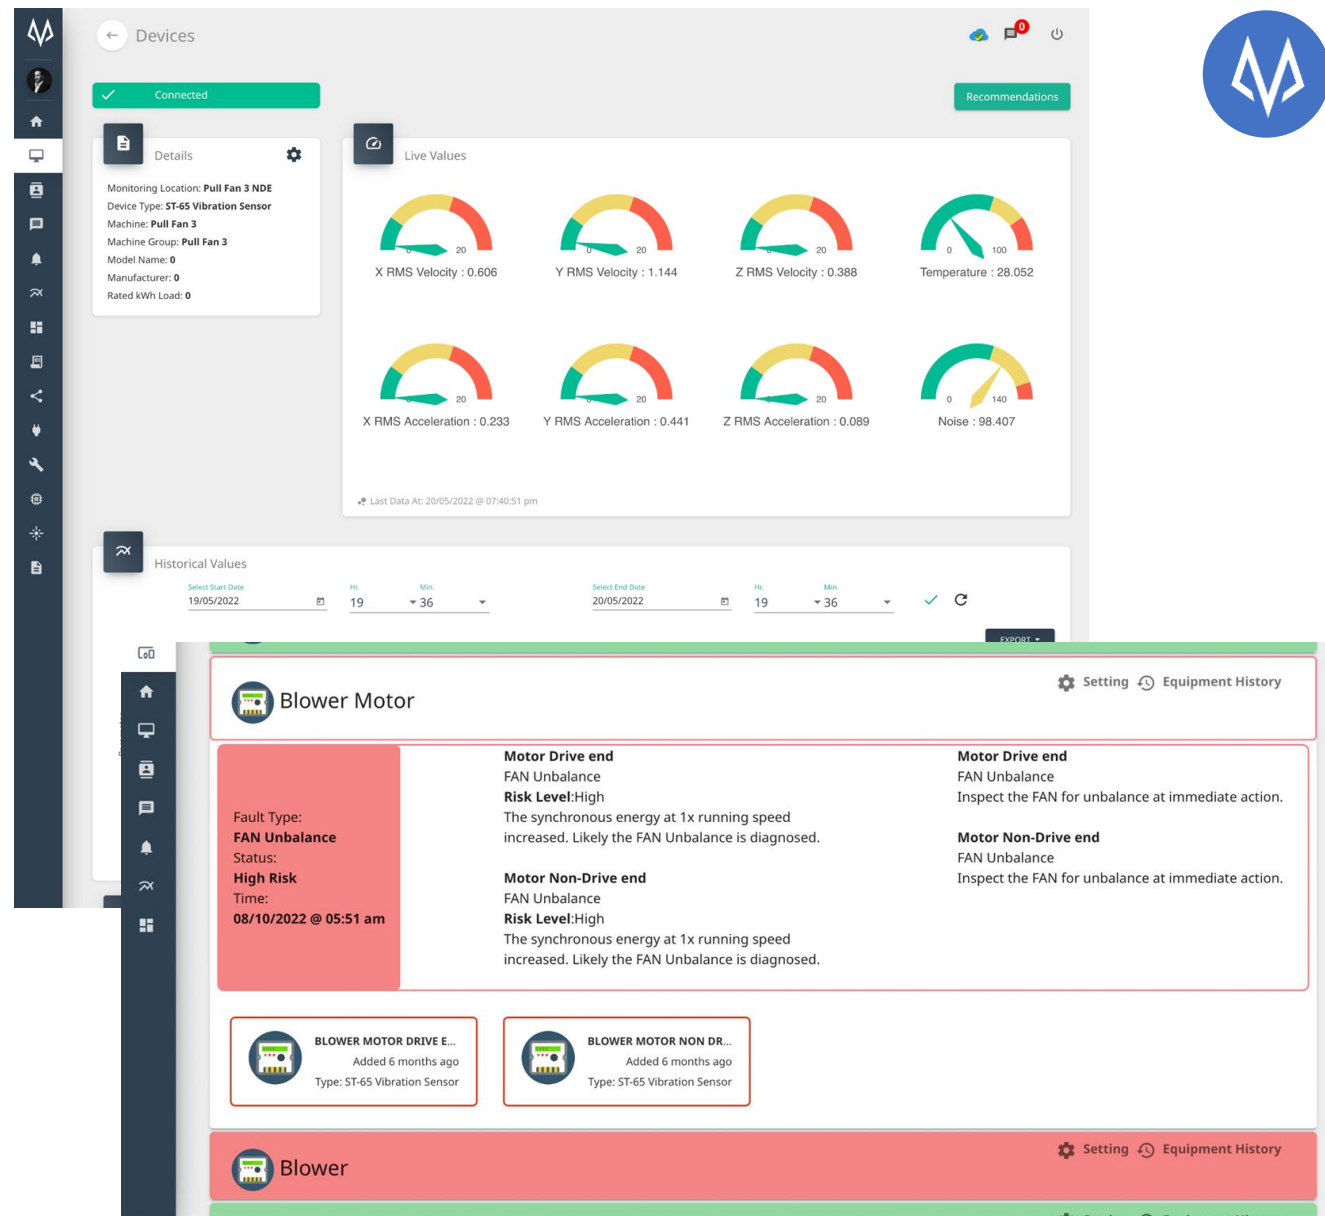 Devices
0
Connected
Recommendations
Details
Monitoring Location: Pull Fan 3 NDE
Device Type: ST-65 Vibration Sensor
Machine: Pull Fan 3
Machine Group: Pull Fan 3
Model Name: 0
Manufacturer: 0
Rated kWh Load: 0
Live Values
0 20
X RMS Velocity : 0.606
0 20
Y RMS Velocity : 1.144
0 20
Z RMS Velocity : 0.388
0 100
Temperature : 28.052
0 20
X RMS Acceleration : 0.233
0 20
Y RMS Acceleration : 0.441
0 20
Z RMS Acceleration : 0.089
0 140
Noise : 98.407
Last Data At: 20/05/2022 @ 07:40:51 pm
Historical Values
Select Start Date
19/05/2022
Hr.
19
Min.
36
Select End Date
20/05/2022
Hr.
19
Min.
36
EXPORT
Blower Motor
Setting
Equipment History
Fault Type:
FAN Unbalance
Status:
High Risk
Time:
08/10/2022 @ 05:51 am
Motor Drive end
FAN Unbalance
Risk Level:High
The synchronous energy at 1x running speed
increased. Likely the FAN Unbalance is diagnosed.
Motor Non-Drive end
FAN Unbalance
Risk Level:High
The synchronous energy at 1x running speed
increased. Likely the FAN Unbalance is diagnosed.
Motor Drive end
FAN Unbalance
Inspect the FAN for unbalance at immediate action.
Motor Non-Drive end
FAN Unbalance
Inspect the FAN for unbalance at immediate action.
BLOWER MOTOR DRIVE E...
Added 6 months ago
Type: ST-65 Vibration Sensor
BLOWER MOTOR NON DR...
Added 6 months ago
Type: ST-65 Vibration Sensor
Blower
Setting
Equipment History